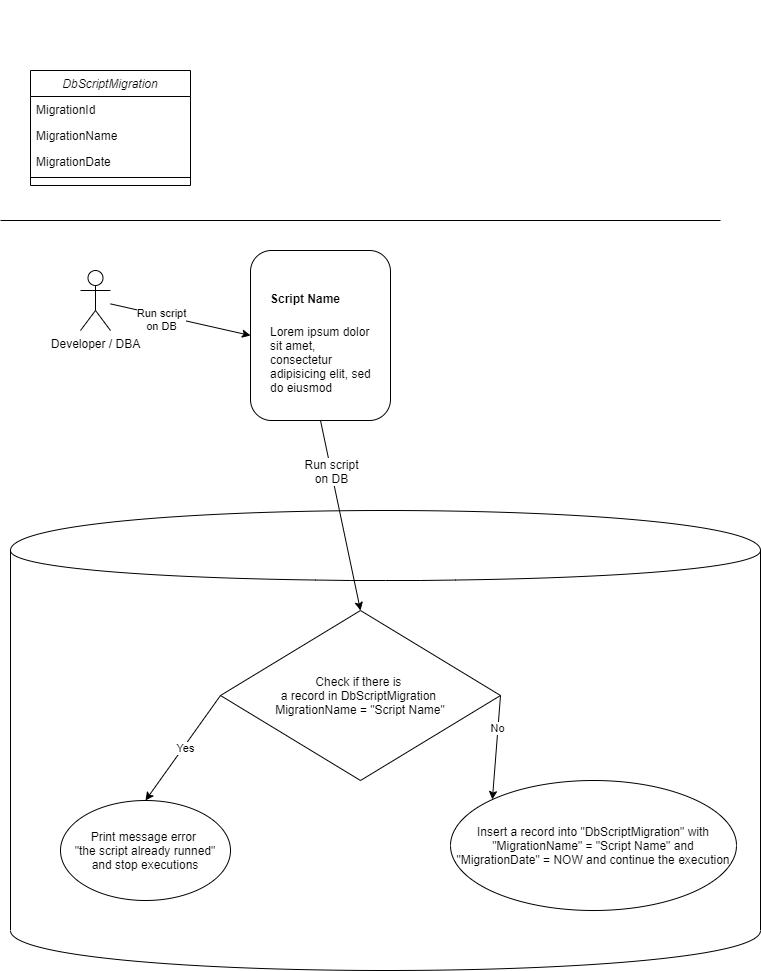 DbScriptMigration
MigrationId
MigrationName
MigrationDate
Developer / DBA
Run script
on DB
Script Name
Lorem ipsum dolor
sit amet,
consectetur
adipisicing elit, sed
do eiusmod
Run script
on DB
Check if there is
a record in DbScriptMigration
MigrationName = "Script Name"
Yes
No
Print message error
"the script already runned"
and stop executions
Insert a record into "DbScriptMigration" with
"MigrationName" = "Script Name" and
"MigrationDate" = NOW and continue the execution